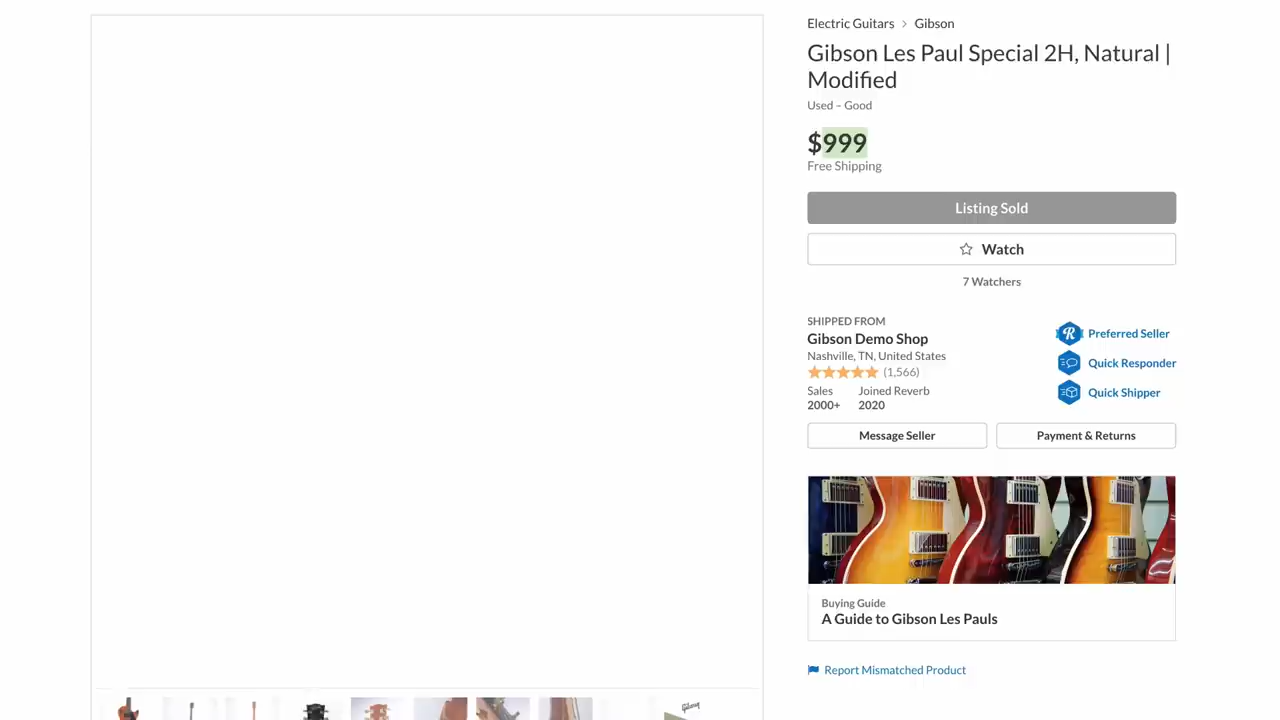 Electric Guitars > Gibson
Gibson Les Paul Special 2H, Natural |
Modified
Used – Good
$999
Free Shipping
Listing Sold
Watch
7 Watchers
SHIPPED FROM
Gibson Demo Shop
Nashville, TN, United States
(1,566)
Sales Joined Reverb
2000+ 2020
R Preferred Seller
Quick Responder
Quick Shipper
Message Seller Payment & Returns
Buying Guide
A Guide to Gibson Les Pauls
Report Mismatched Product
Gibson